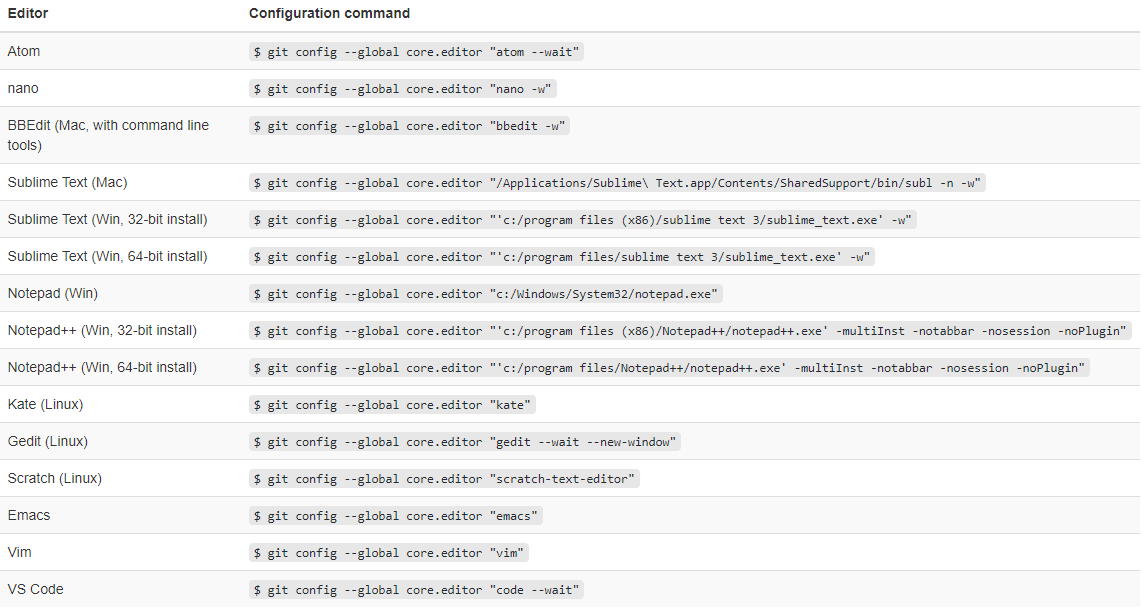 Editor Configuration command
Atom $ git config --global core.editor "atom --wait"
nano $ git config --global core.editor "nano -w"
BBEdit (Mac, with command line $ git config --global core.editor "bbedit -w"
tools)
Sublime Text (Mac) $ git config --global core.editor "/Applications/Sublime\ Text.app/Contents/SharedSupport/bin/subl -n -w"
Sublime Text (Win, 32-bit install) $ git config --global core.editor "'c:/program files (x86)/sublime text 3/sublime_text.exe' -w"
Sublime Text (Win, 64-bit install) $ git config --global core.editor "'c:/program files/sublime text 3/sublime_text.exe' -w"
Notepad (Win) $ git config --global core.editor "c:/Windows/System32/notepad.exe"
Notepad++ (Win, 32-bit install) $ git config --global core.editor "'c:/program files (x86)/Notepad++/notepad++.exe' -multiInst -notabbar -nosession -noPlugin"
Notepad++ (Win, 64-bit install) $ git config --global core.editor "'c:/program files/Notepad++/notepad++.exe' -multiInst -notabbar -nosession -noPlugin"
Kate (Linux) $ git config --global core.editor "kate"
Gedit (Linux) $ git config --global core.editor "gedit --wait --new-window"
Scratch (Linux) $ git config --global core.editor "scratch-text-editor"
Emacs $ git config --global core.editor "emacs"
Vim $ git config --global core.editor "vim"
VS Code $ git config --global core.editor "code --wait"